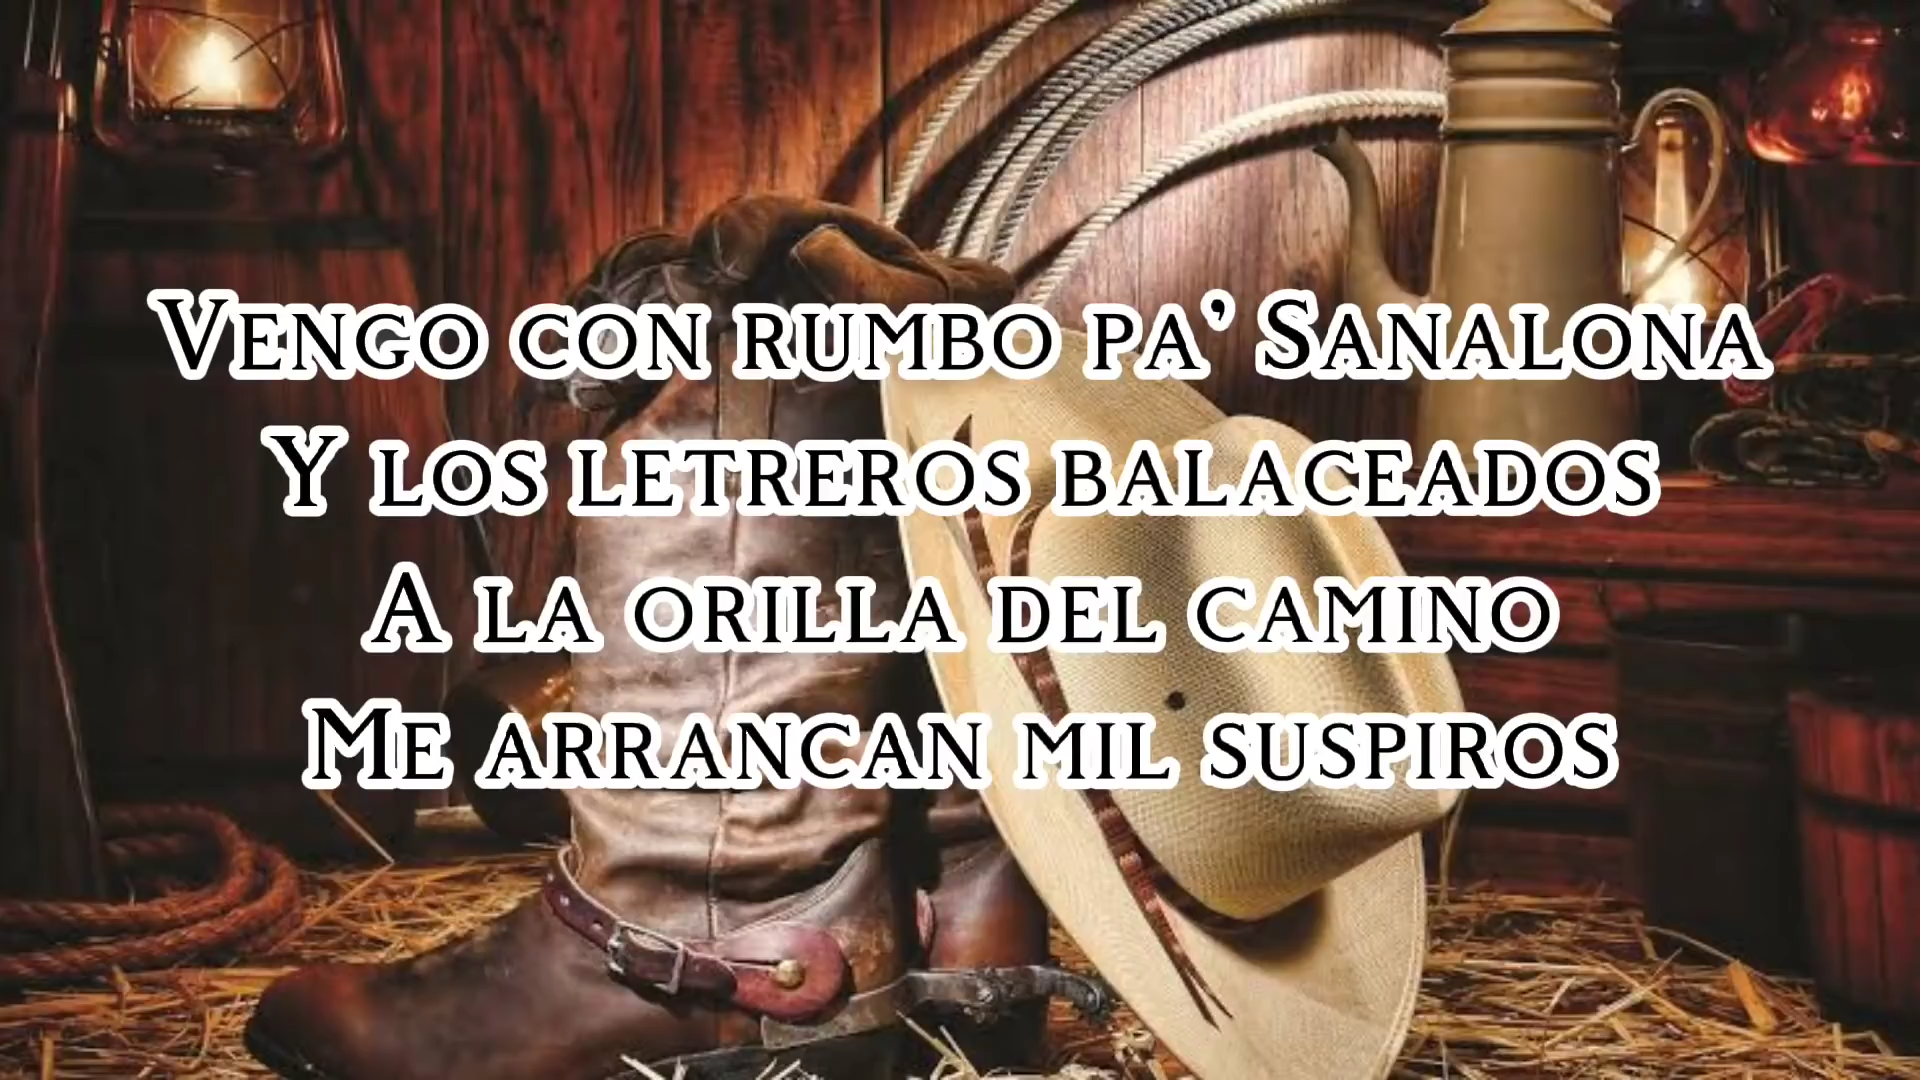 Vengo con rumbo pa' Sanalona
Y los letreros balaceados
A la orilla del camino
Me arrancan mil suspiros